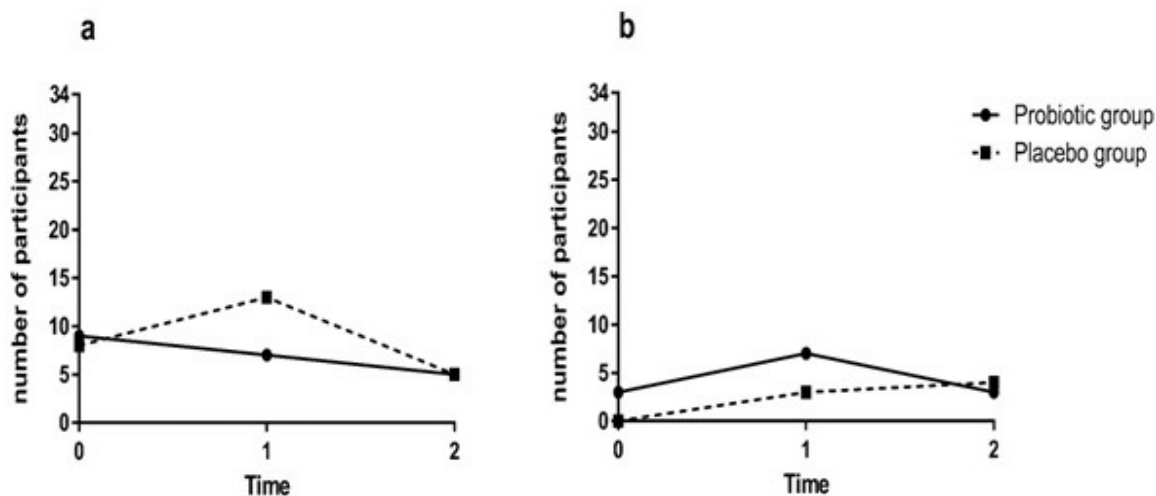 a
number of participants
34
30
25
20
15
10
5
0
0 1 2
Time
b
number of participants
34
30
25
20
15
10
5
0
0 1 2
Time
Probiotic group
Placebo group